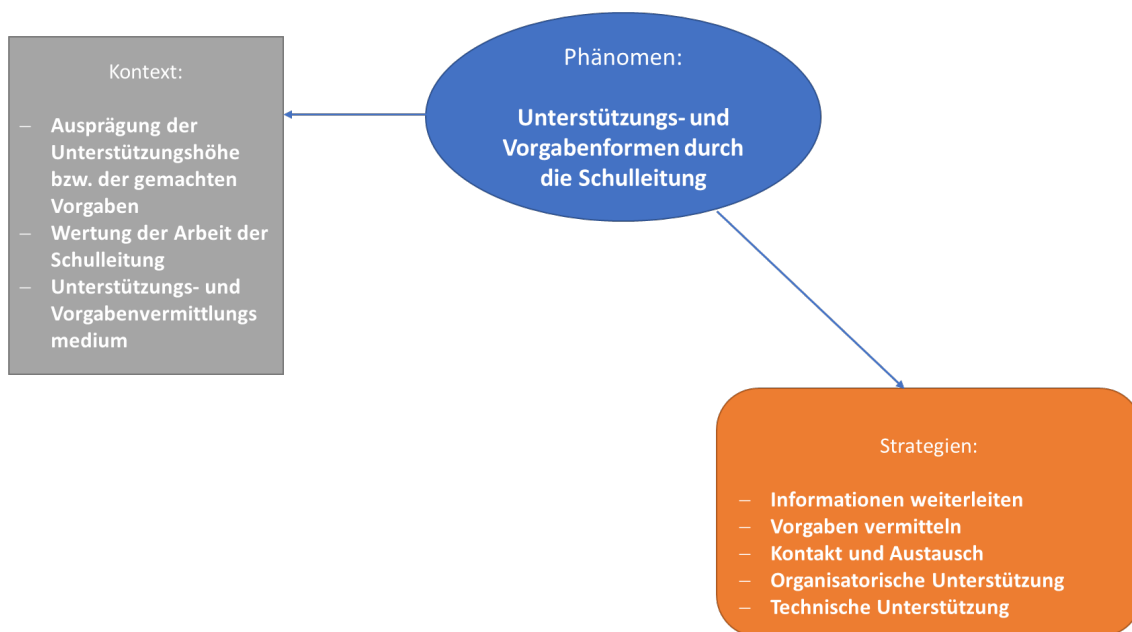 Kontext:
– Ausprägung der
Unterstützungshöhe
bzw. der gemachten
Vorgaben
– Wertung der Arbeit der
Schulleitung
– Unterstützungs- und
Vorgabenvermittlungs
medium
Phänomen:
Unterstützungs- und
Vorgabenformen durch
die Schulleitung
Strategien:
– Informationen weiterleiten
– Vorgaben vermitteln
– Kontakt und Austausch
– Organisatorische Unterstützung
– Technische Unterstützung